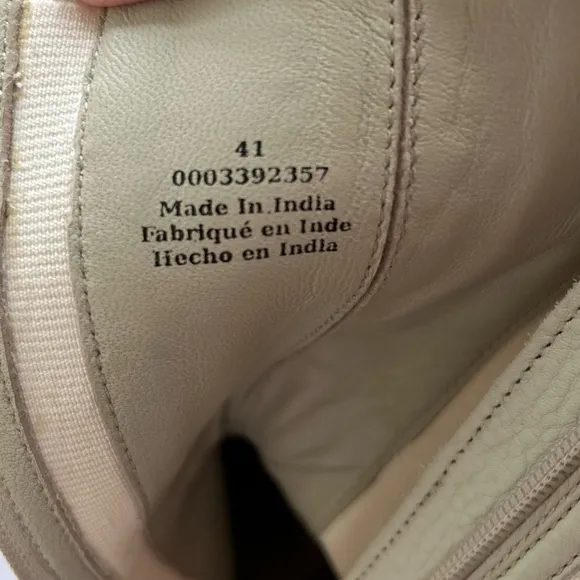 41
0003392357
Made In India
Fabriqué en Inde
Hecho en India